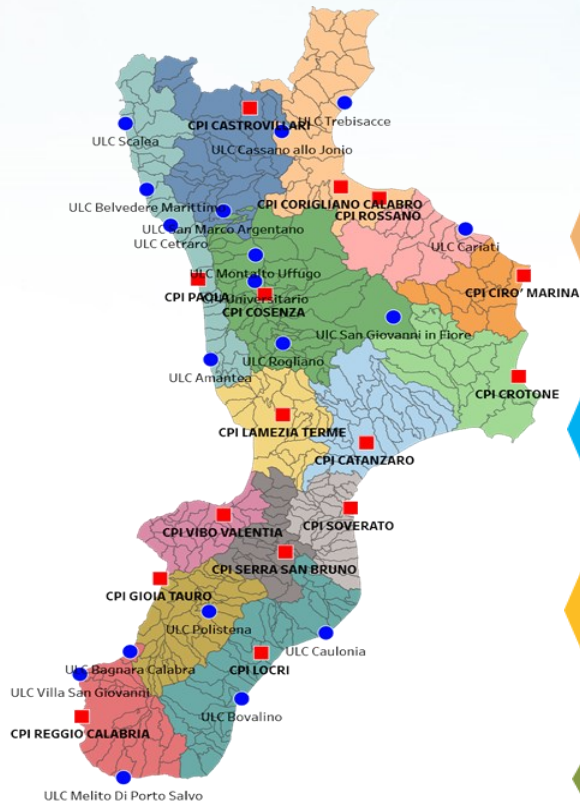 CPI CASTROVILLARI
ULC Trebisacce
ULC Scalea
ULC Cassano allo Jonio
CPI CORIGLIANO CALABRO
ULC Belvedere Marittimo
CPI ROSSANO
ULC San Marco Argentano
ULC Cetraro
ULC Cariati
ULC Montalto Uffugo
CPI PAOLA
Universitario
CPI CIRO' MARINA
CPI COSENZA
ULC San Giovanni in Fiore
ULC Rogliano
ULC Amantea
CPI CROTONE
CPI LAMEZIA TERME
CPI CATANZARO
CPI SOVERATO
CPI VIBO VALENTIA
CPI SERRA SAN BRUNO
CPI GIOIA TAURO
ULC Polistena
ULC Caulonia
ULC Bagnara Calabra
CPI LOCRI
ULC Villa San Giovanni
ULC Bovalino
CPI REGGIO CALABRIA
ULC Melito Di Porto Salvo